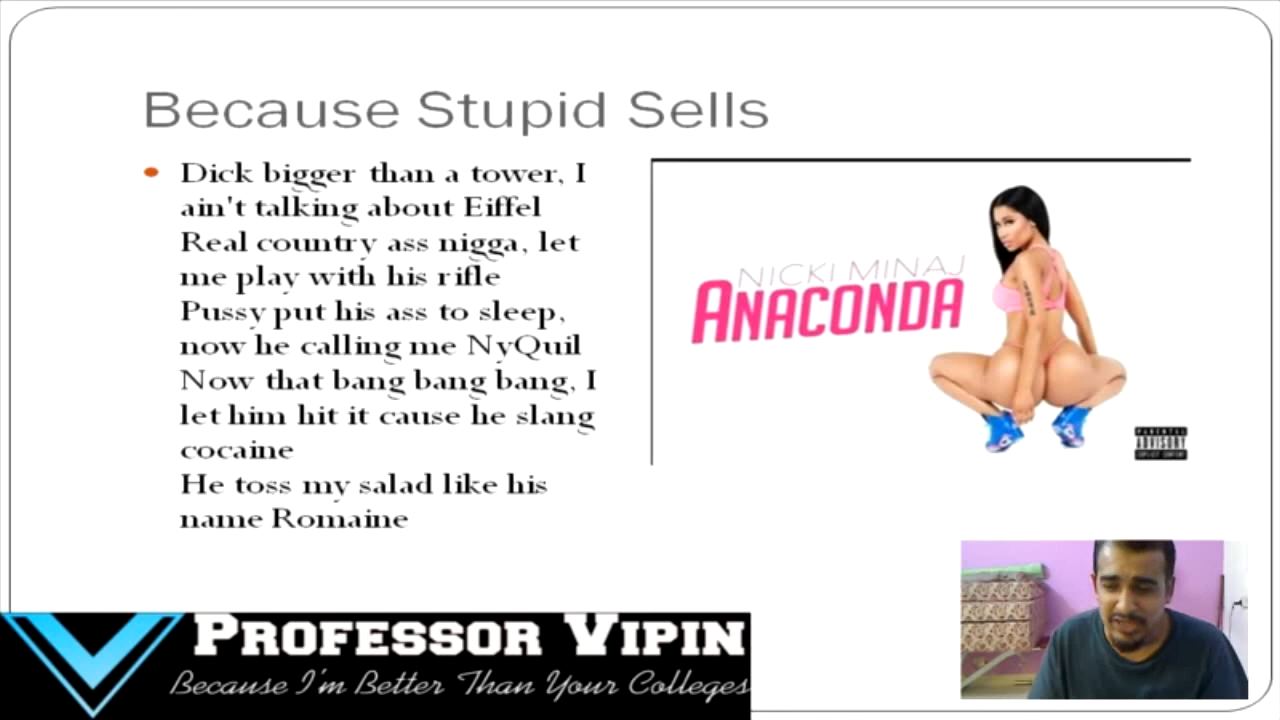 Because Stupid Sells
Dick bigger than a tower, I
ain't talking about Eiffel
Real country ass nigga, let
me play with his rifle
Pussy put his ass to sleep,
now he calling me NyQuil
Now that bang bang bang, I
let him hit it cause he slang
cocaine
He toss my salad like his
name Romaine
NICKI MINAJ
ANACONDA
PARENTAL
ADVISORY
EXPLICIT CONTENT
PROFESSOR VIPIN
Because I'm Better Than Your Colleges